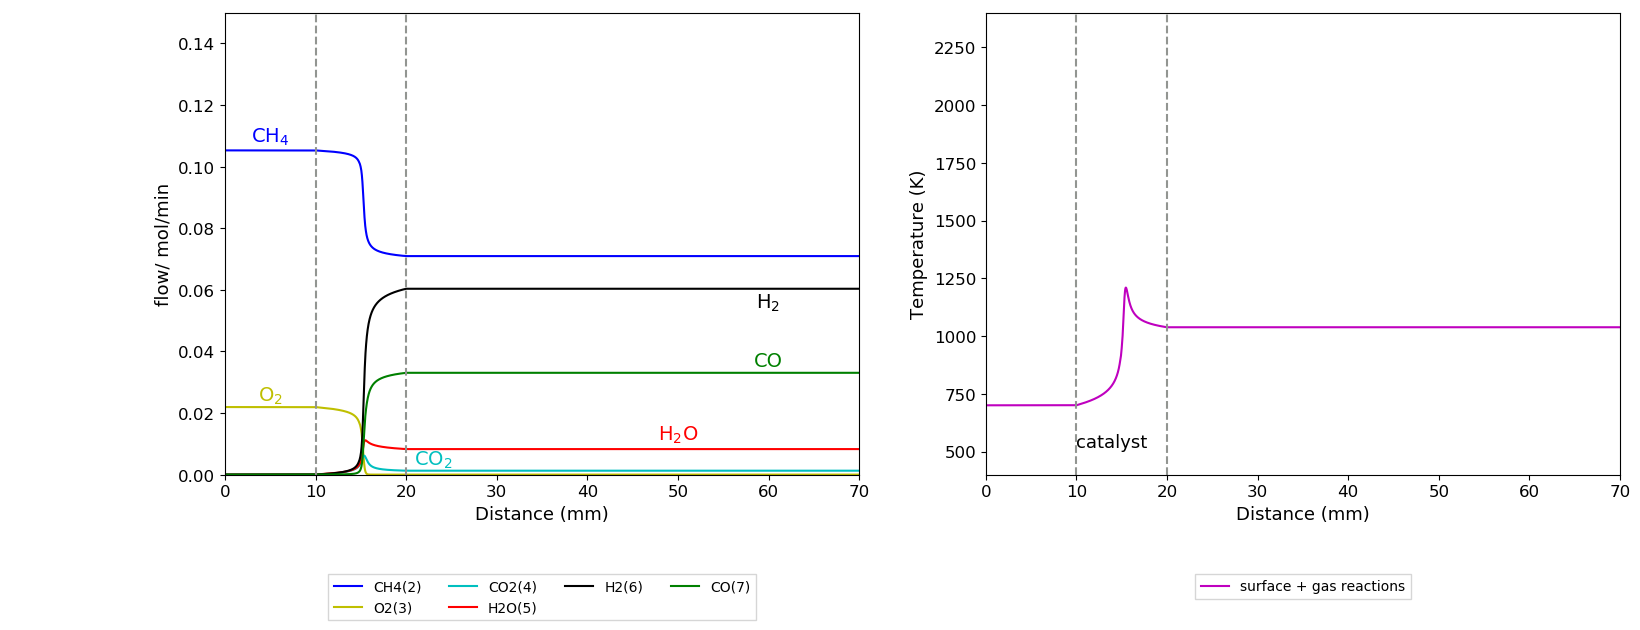 0.14
0.12
0.10
0.08
0.06
0.04
0.02
0.00
flow/ mol/min
CH₄
O₂
H₂
CO
H₂O
CO₂
0 10 20 30 40 50 60 70
Distance (mm)
CH4(2) CO2(4) H2(6) CO(7)
O2(3) H2O(5)
2250
2000
1750
1500
1250
1000
750
500
Temperature (K)
catalyst
0 10 20 30 40 50 60 70
Distance (mm)
surface + gas reactions